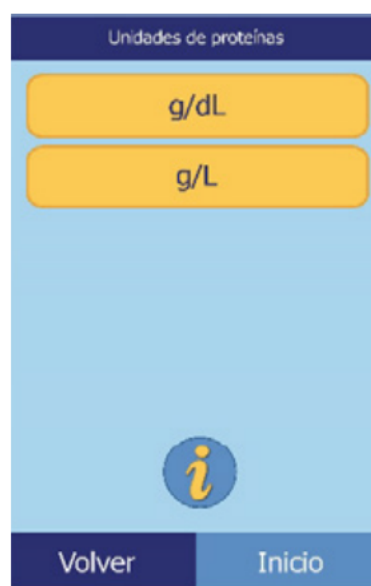 Unidades de proteínas
g/dL
g/L
i
Volver Inicio